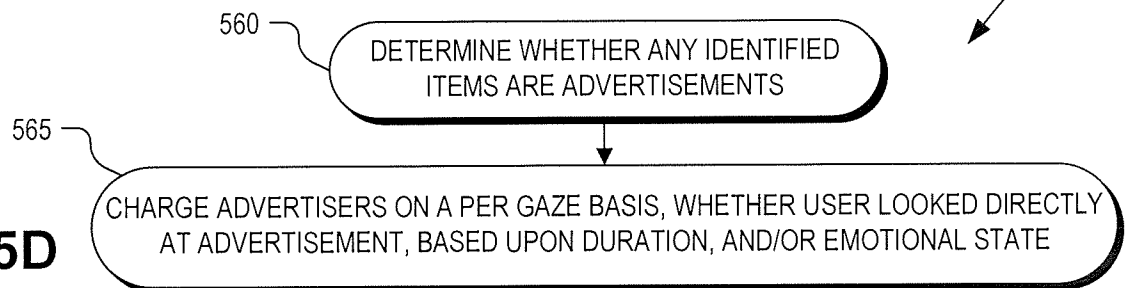 560
DETERMINE WHETHER ANY IDENTIFIED
ITEMS ARE ADVERTISEMENTS
565
CHARGE ADVERTISERS ON A PER GAZE BASIS, WHETHER USER LOOKED DIRECTLY
AT ADVERTISEMENT, BASED UPON DURATION, AND/OR EMOTIONAL STATE
5D